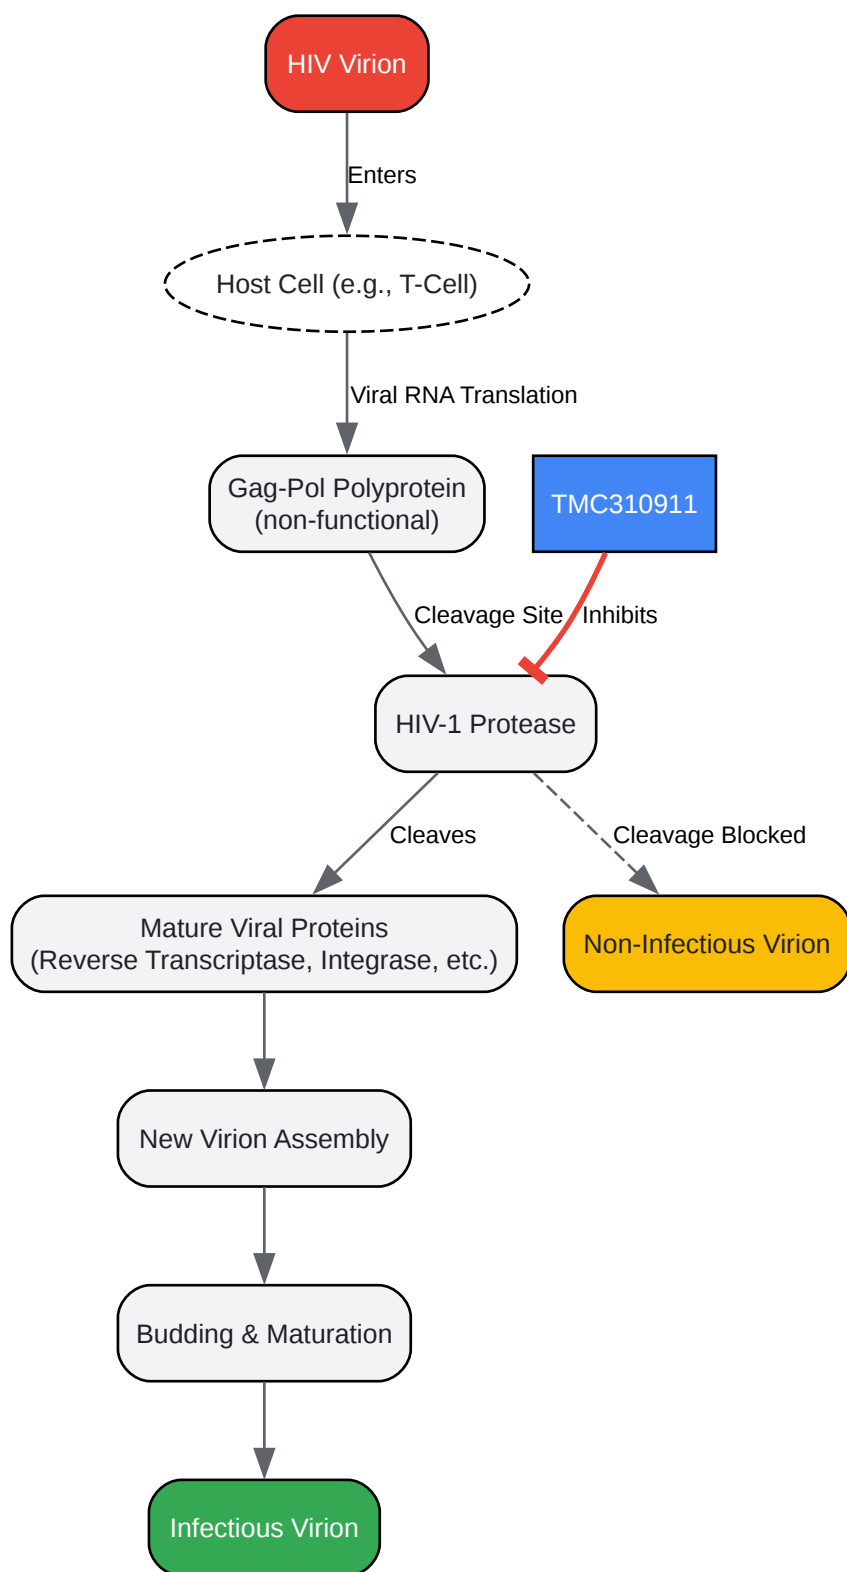 HIV Virion
Enters
Host Cell (e.g., T-Cell)
Viral RNA Translation
Gag-Pol Polyprotein
(non-functional)
TMC310911
Cleavage Site
Inhibits
HIV-1 Protease
Cleaves
Cleavage Blocked
Mature Viral Proteins
(Reverse Transcriptase, Integrase, etc.)
Non-Infectious Virion
New Virion Assembly
Budding & Maturation
Infectious Virion